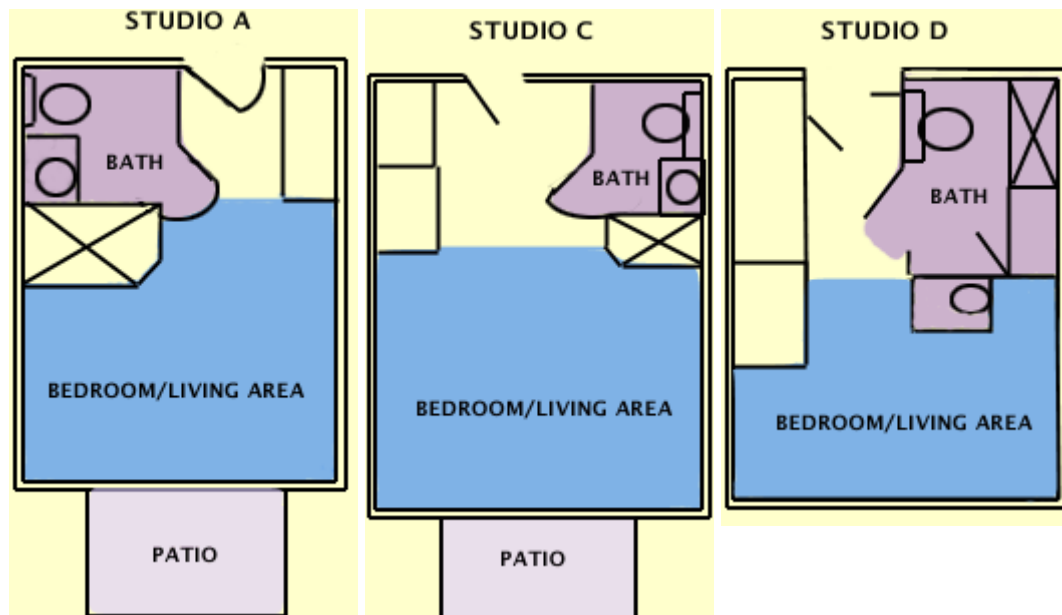 STUDIO A
BATH
BEDROOM/LIVING AREA
PATIO
STUDIO C
BATH
BEDROOM/LIVING AREA
PATIO
STUDIO D
BATH
BEDROOM/LIVING AREA